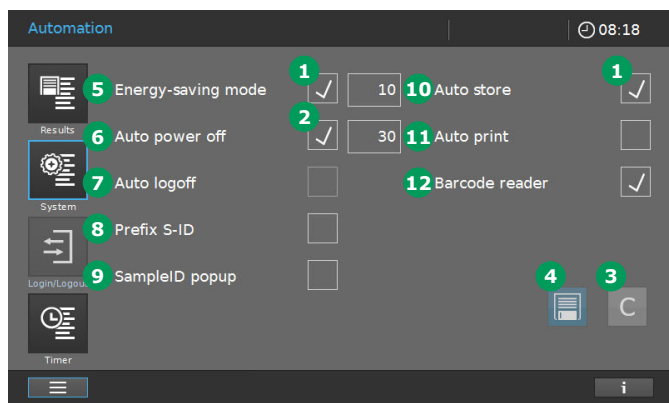 Automation
08:18
1
1
5 Energy-saving mode
10
10 Auto store
2
Results
6 Auto power off
30
11 Auto print
7 Auto logoff
12 Barcode reader
System
8 Prefix S-ID
9 SampleID popup
Login/Logout
4
3
C
Timer
i